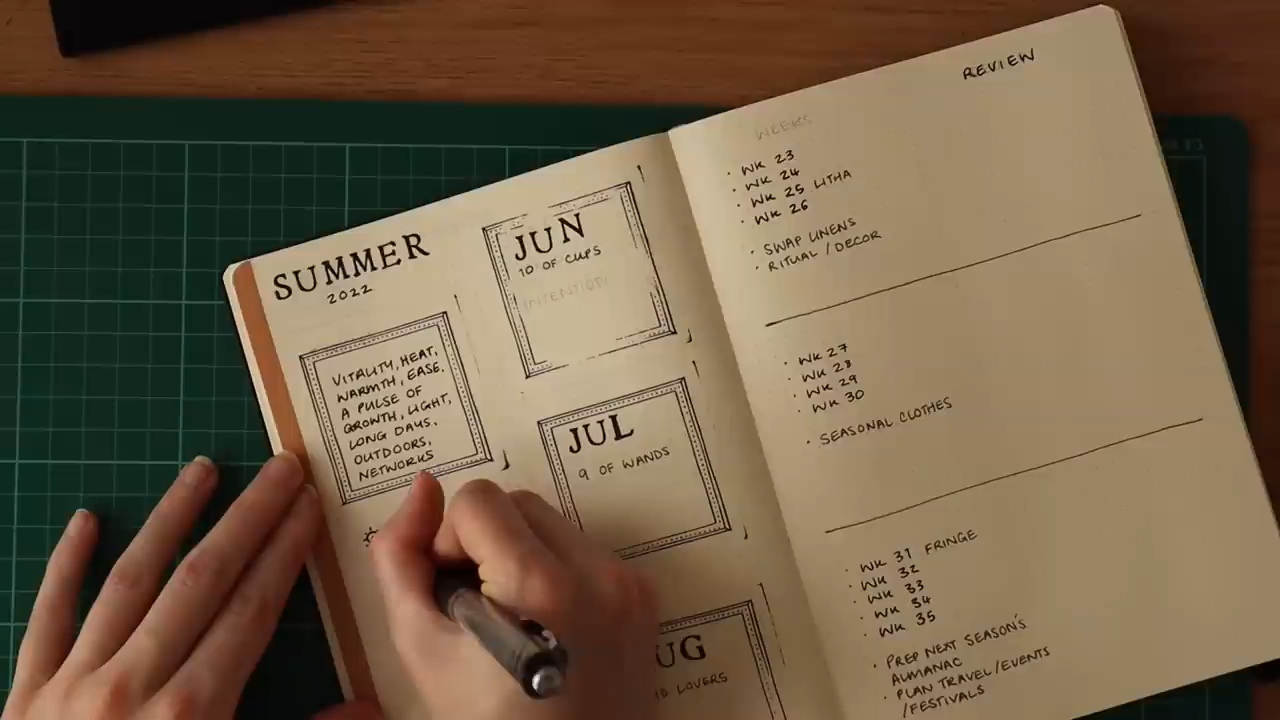 SUMMER
2022
VITALITY, HEAT,
WARMTH, EASE,
A PULSE OF
GROWTH, LIGHT,
LONG DAYS,
OUTDOORS,
NETWORKS
JUN
10 OF CUPS
INTENTION:
JUL
9 OF WANDS
UG
LOVERS
REVIEW
WEEKS
• WK 23
• WK 24
• WK 25 LITHA
• WK 26
• SWAP LINENS
• RITUAL / DECOR
• WK 27
• WK 28
• WK 29
• WK 30
• SEASONAL CLOTHES
• WK 31 FRINGE
• WK 32
• WK 33
• WK 34
• WK 35
• PREP NEXT SEASON'S
ALMANAC
• PLAN TRAVEL/EVENTS
/FESTIVALS